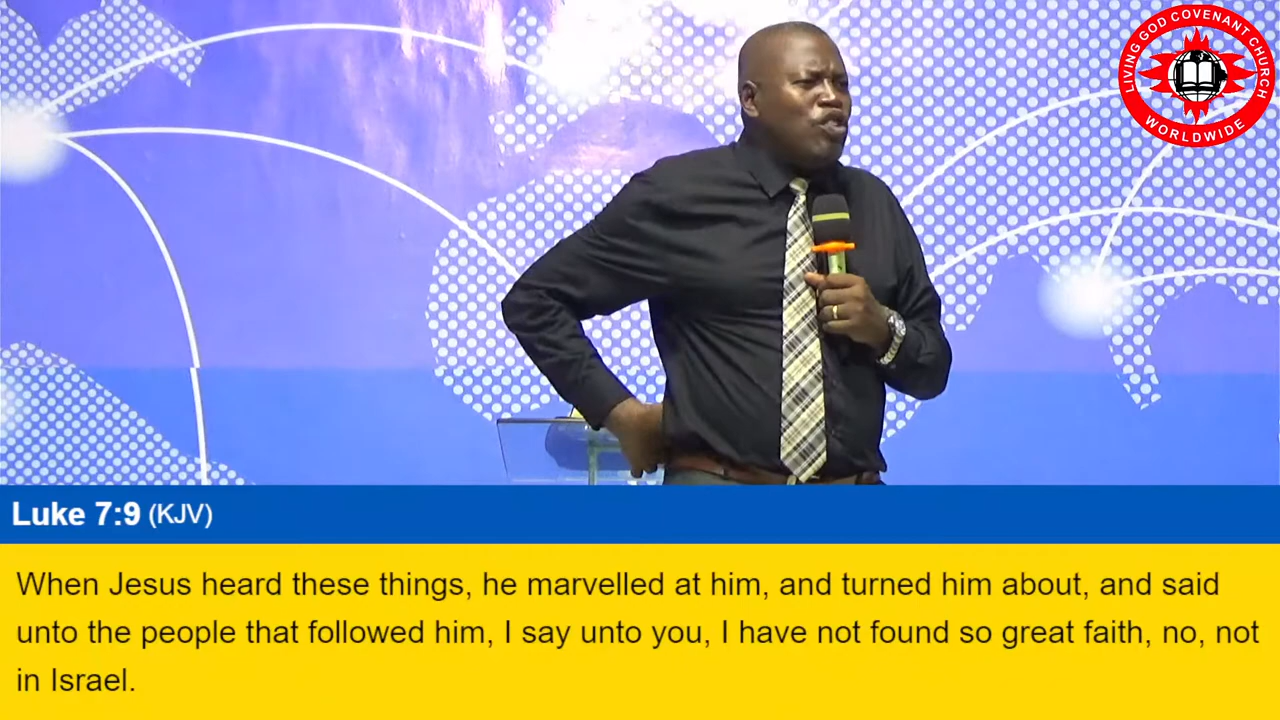 LIVING GOD COVENANT CHURCH
WORLDWIDE
Luke 7:9 (KJV)
When Jesus heard these things, he marvelled at him, and turned him about, and said
unto the people that followed him, I say unto you, I have not found so great faith, no, not
in Israel.